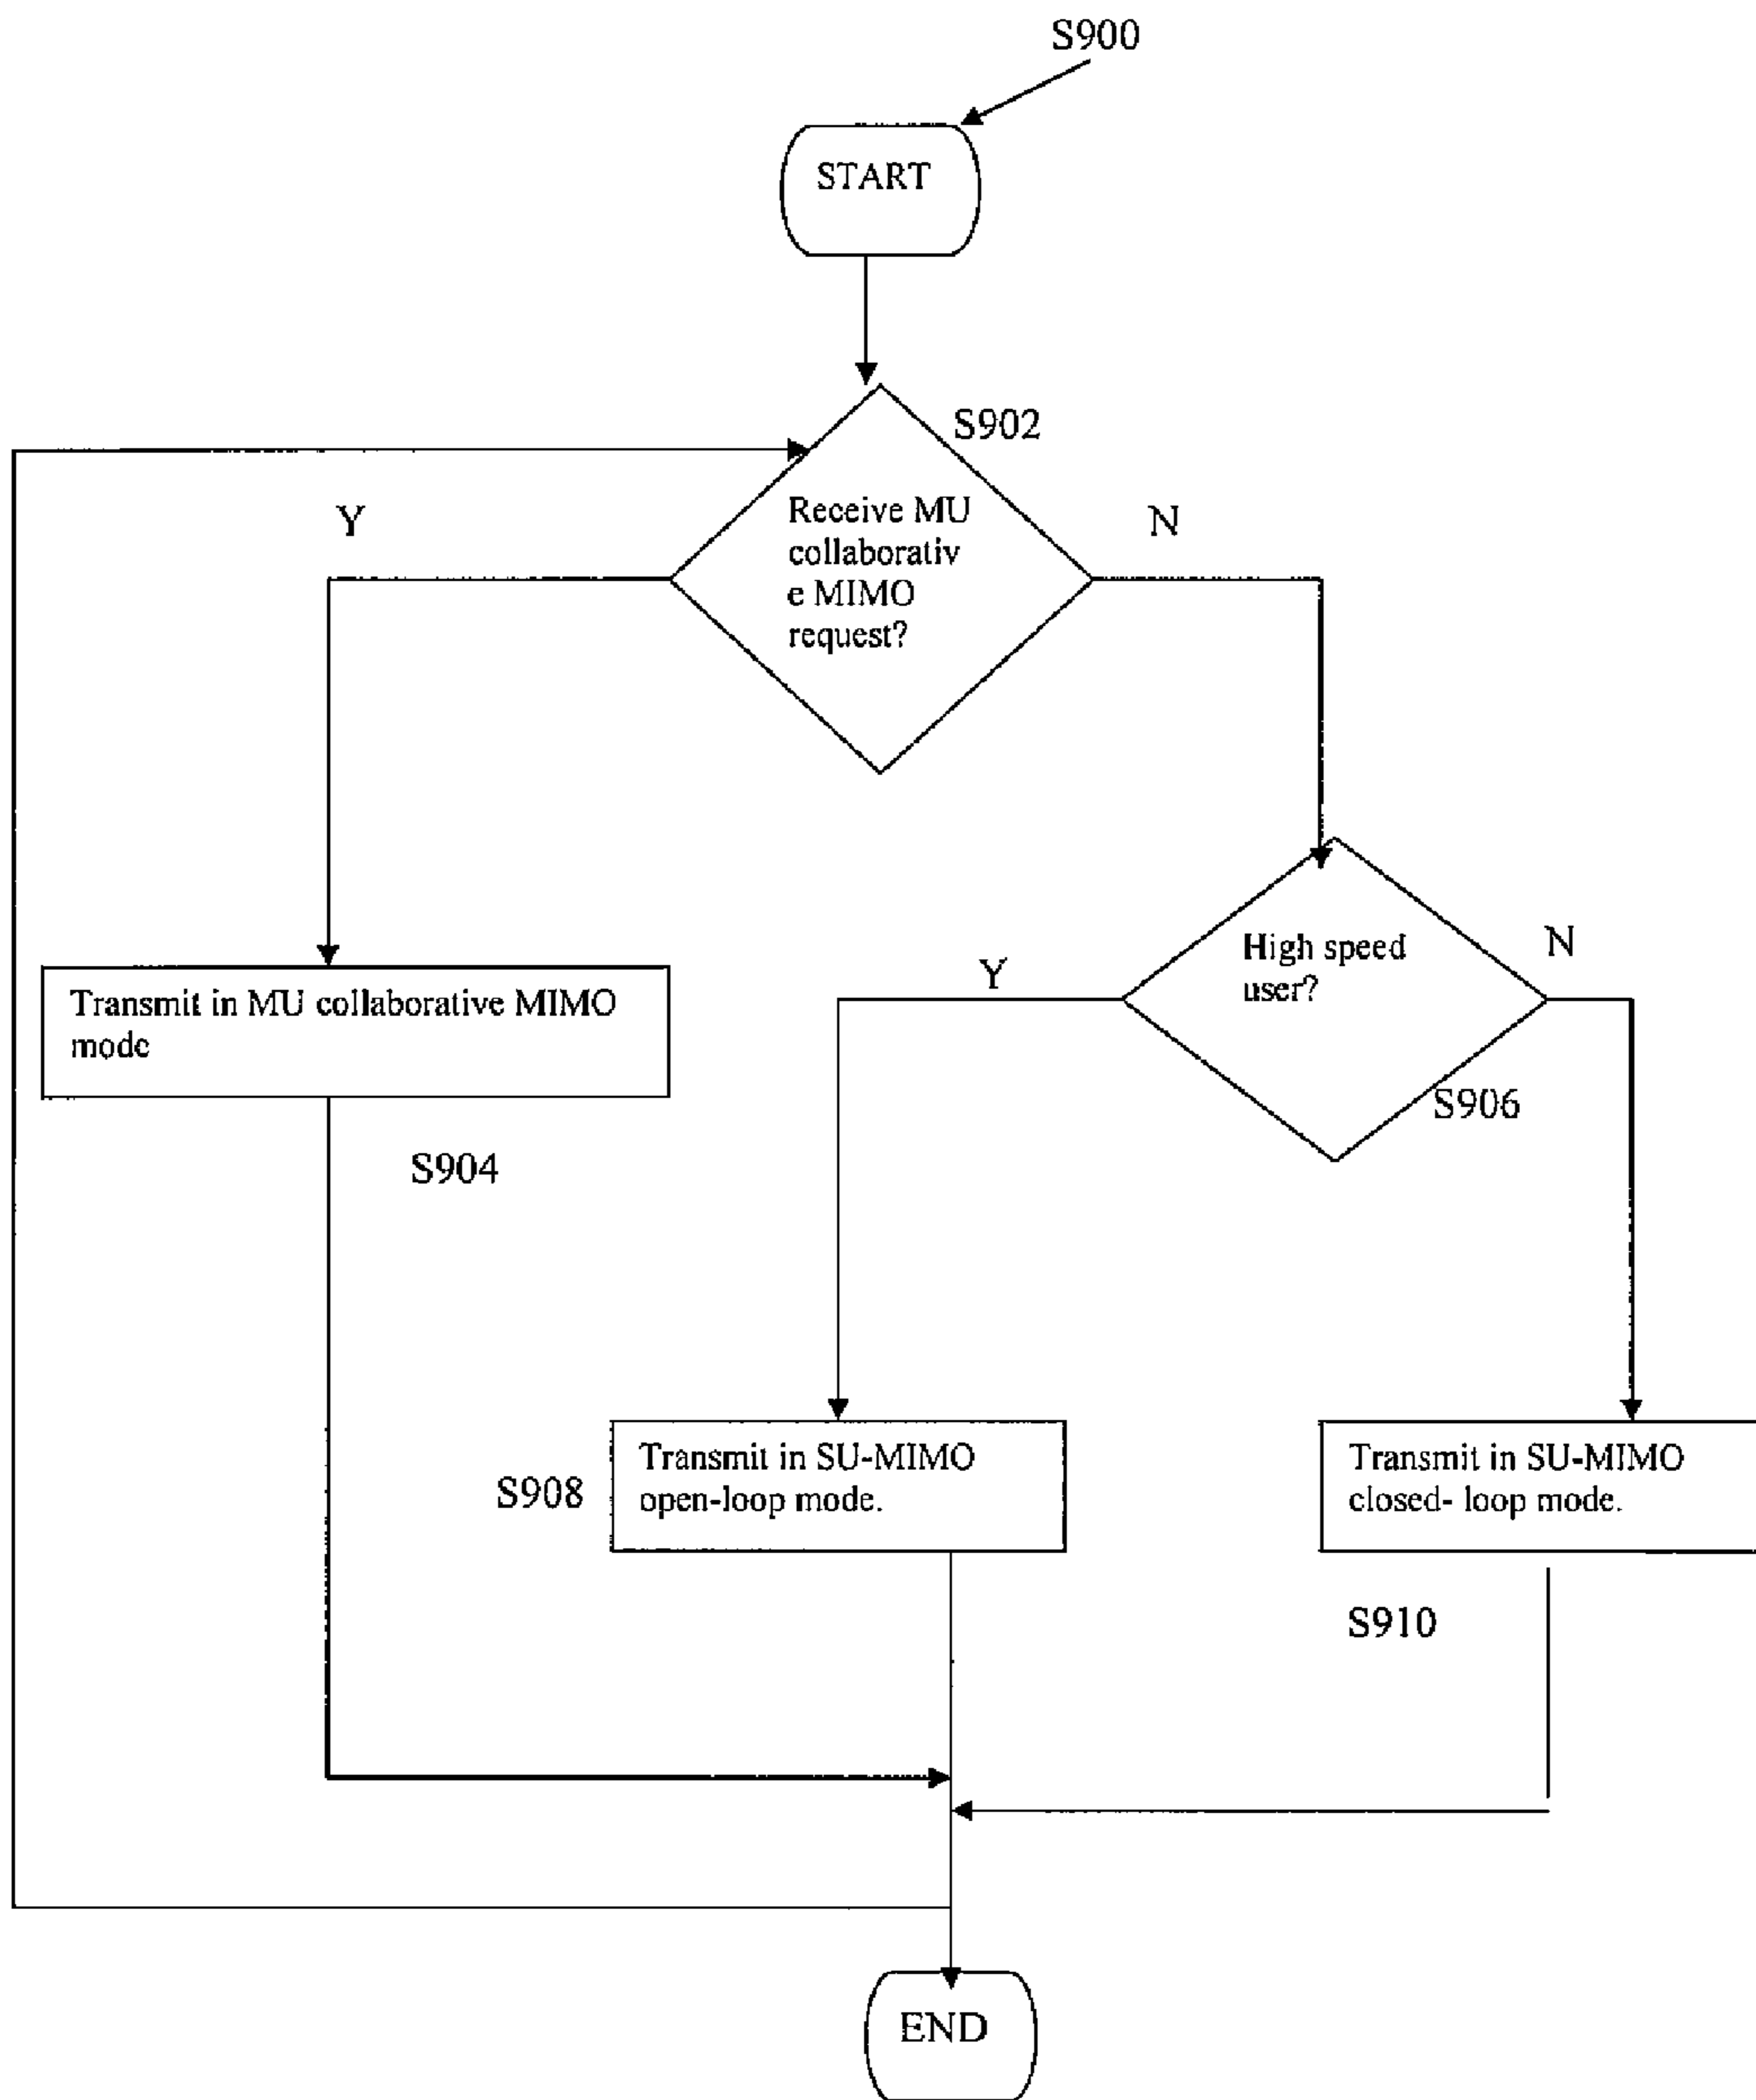 S900
START
S902
Receive MU
collaborativ
e MIMO
request?
Y
N
High speed
user?
Y
N
S906
Transmit in MU collaborative MIMO
mode
S904
Transmit in SU-MIMO
open-loop mode.
S908
Transmit in SU-MIMO
closed- loop mode.
S910
END